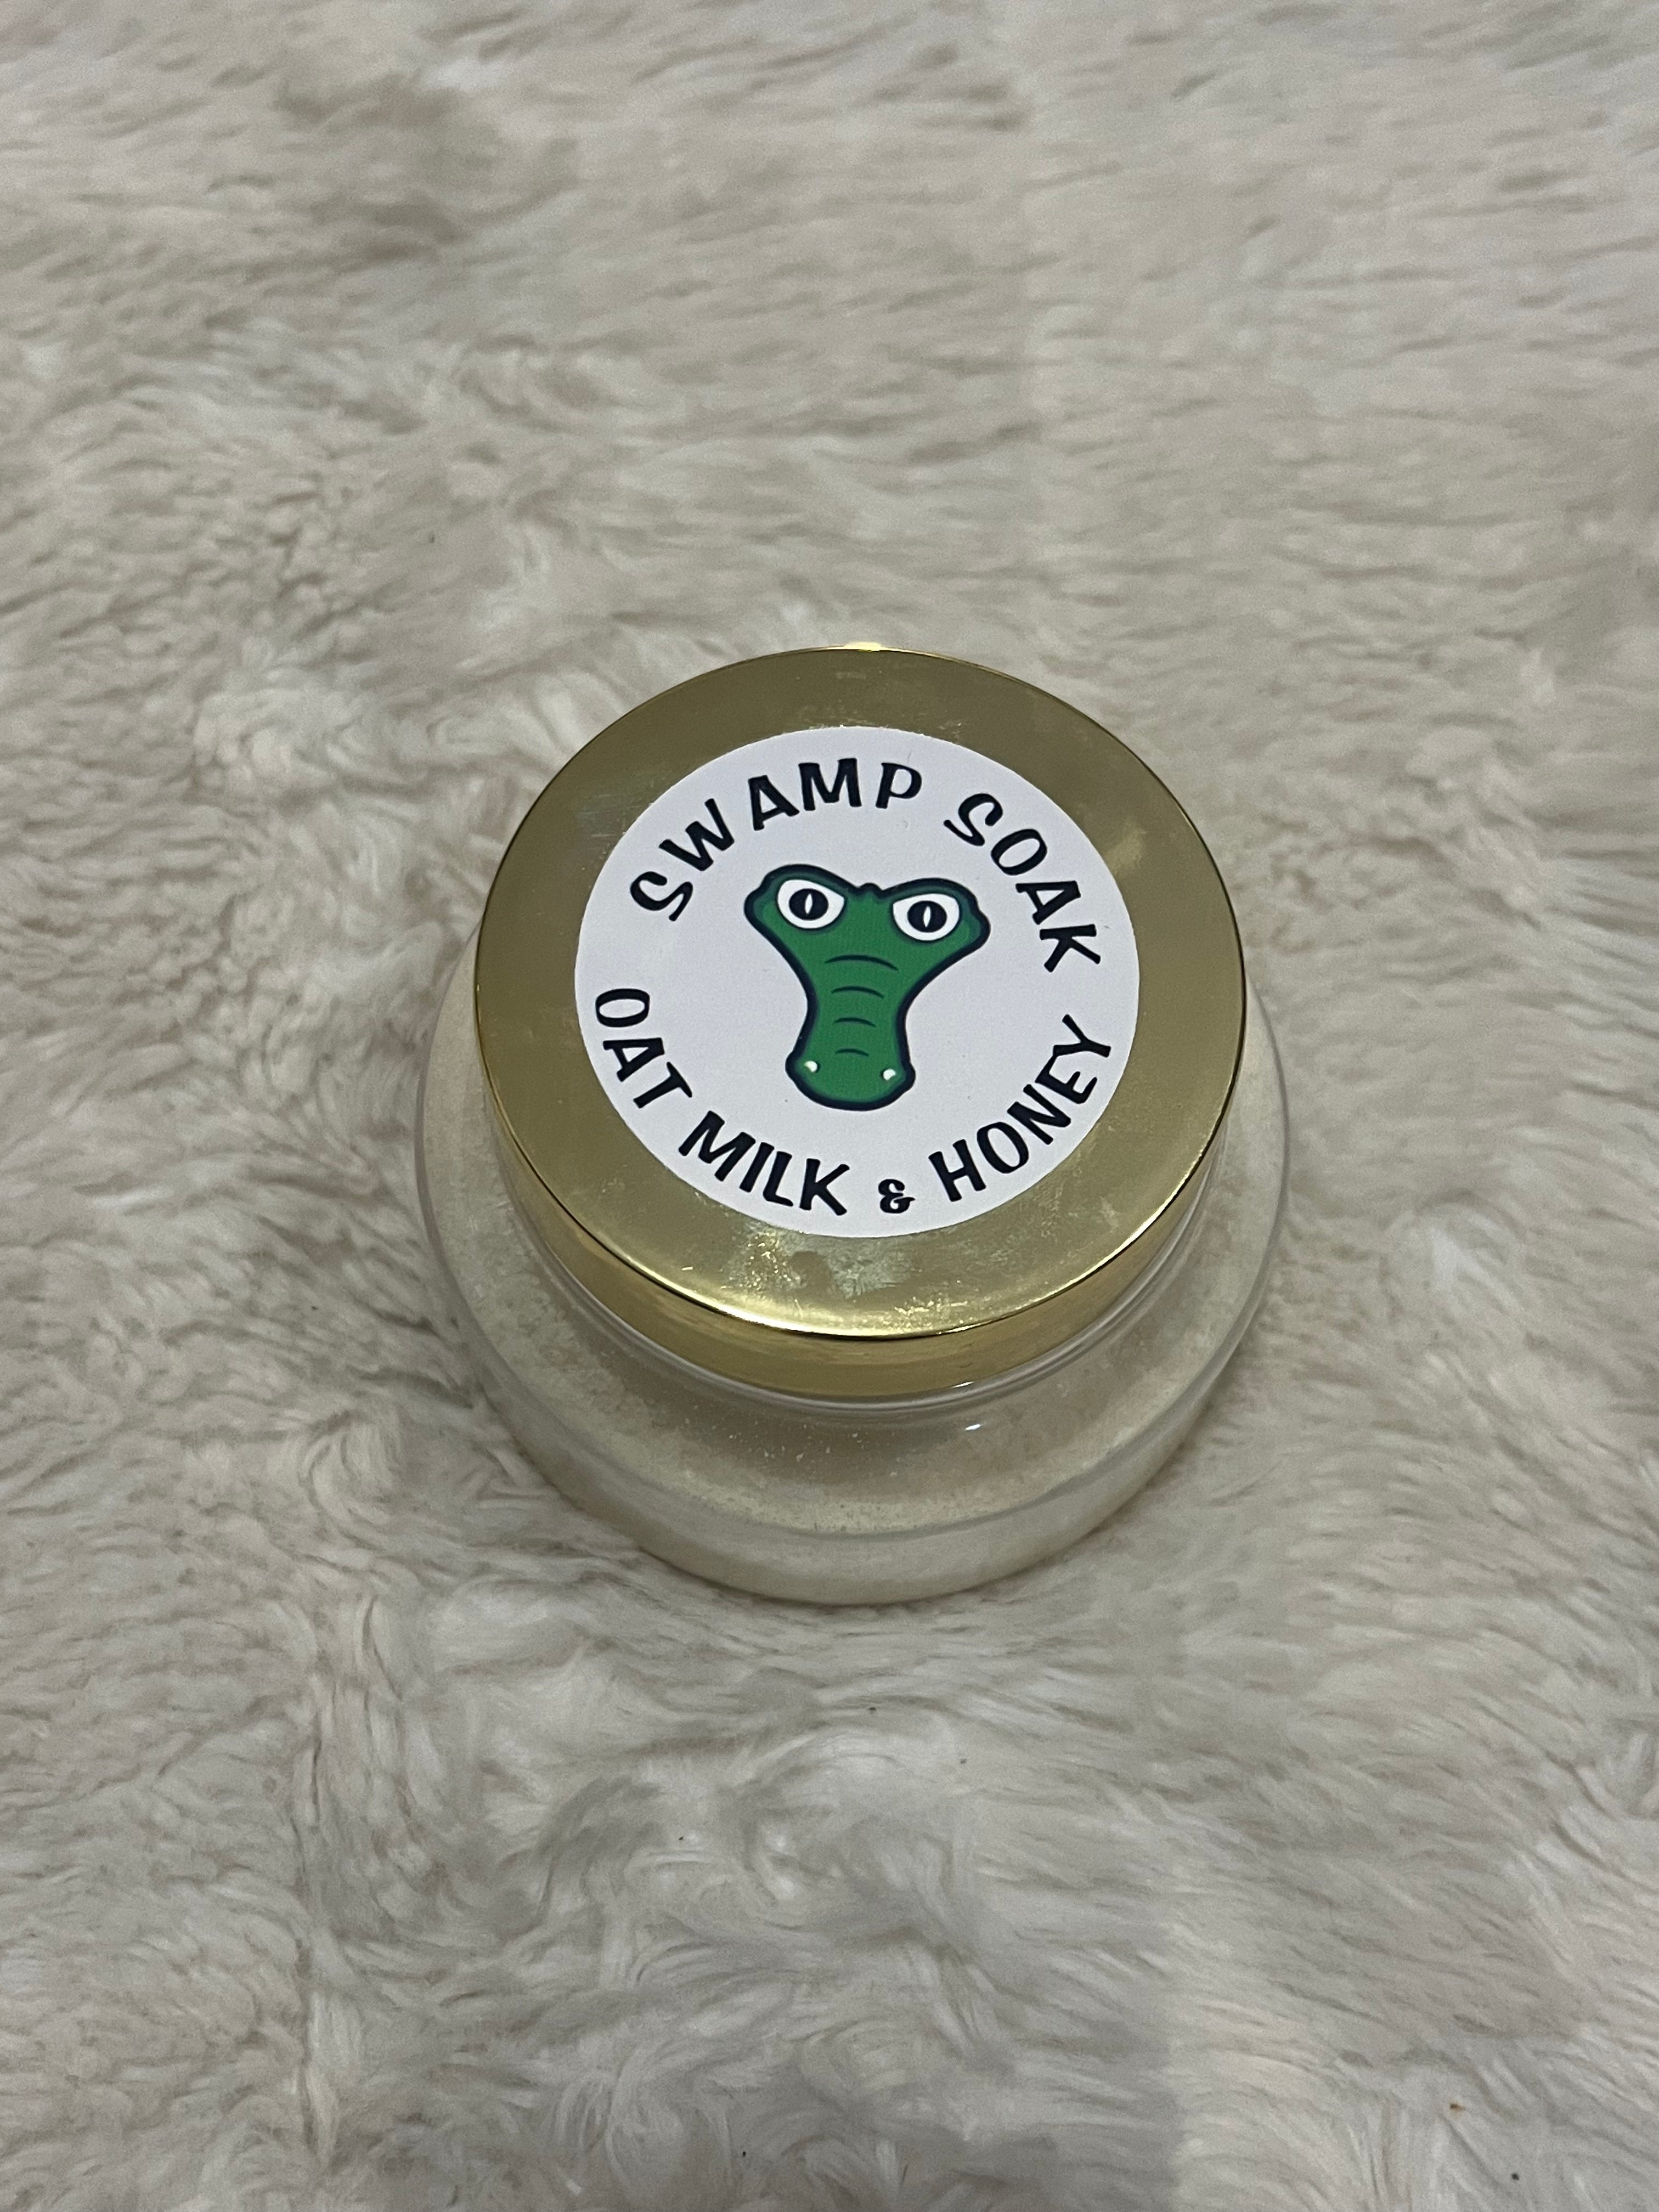 SWAMP SOAK
OAT MILK & HONEY